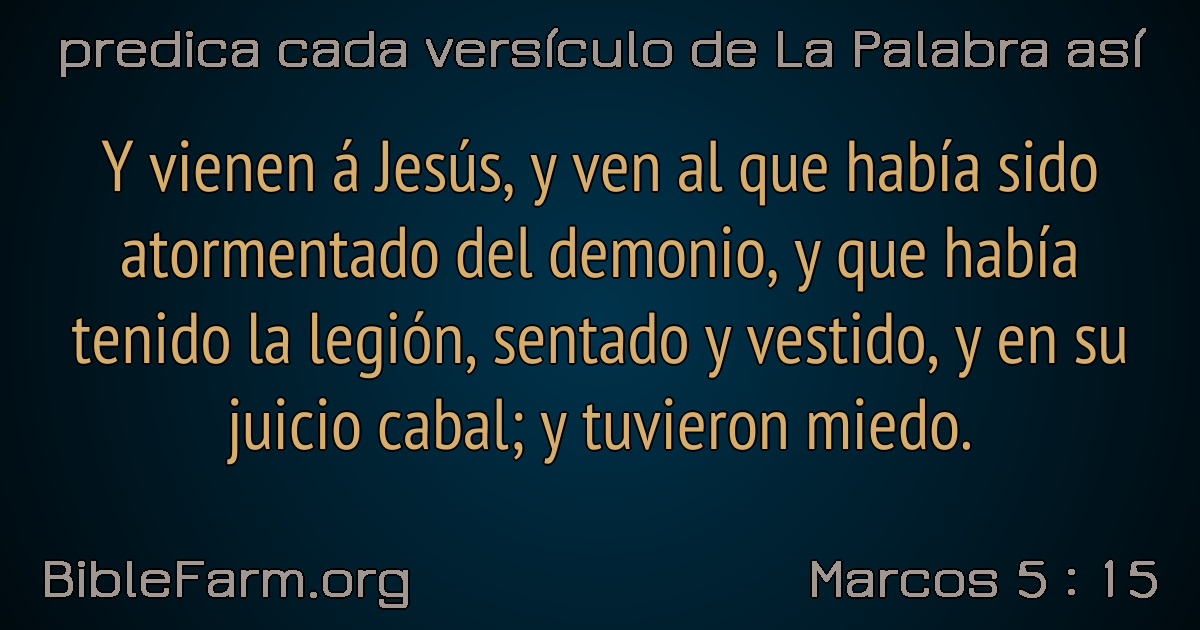 predica cada versículo de La Palabra así
Y vienen á Jesús, y ven al que había sido
atormentado del demonio, y que había
tenido la legión, sentado y vestido, y en su
juicio cabal; y tuvieron miedo.
BibleFarm.org
Marcos 5 : 15